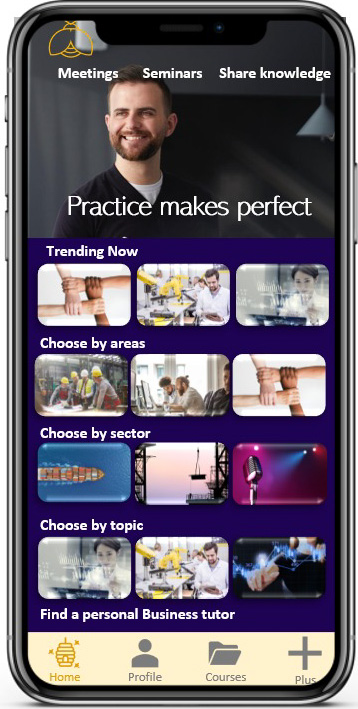 Meetings Seminars Share knowledge
Practice makes perfect
Trending Now
Choose by areas
Choose by sector
Choose by topic
Find a personal Business tutor
Home Profile Courses Plus